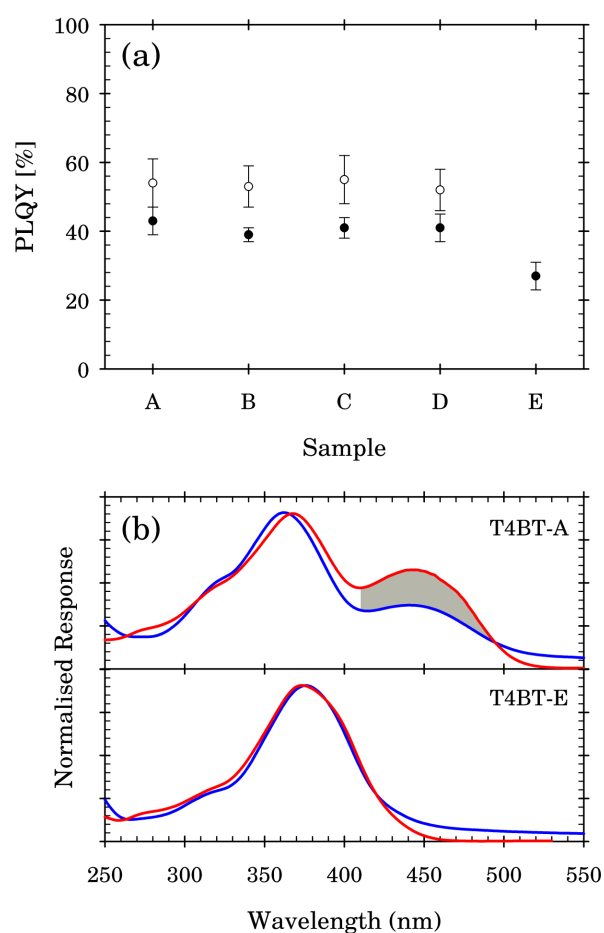 100
(a)
80
60
40
20
0
PLQY [%]
A B C D E
Sample
(b)
T4BT-A
T4BT-E
Normalised Response
250 300 350 400 450 500 550
Wavelength (nm)